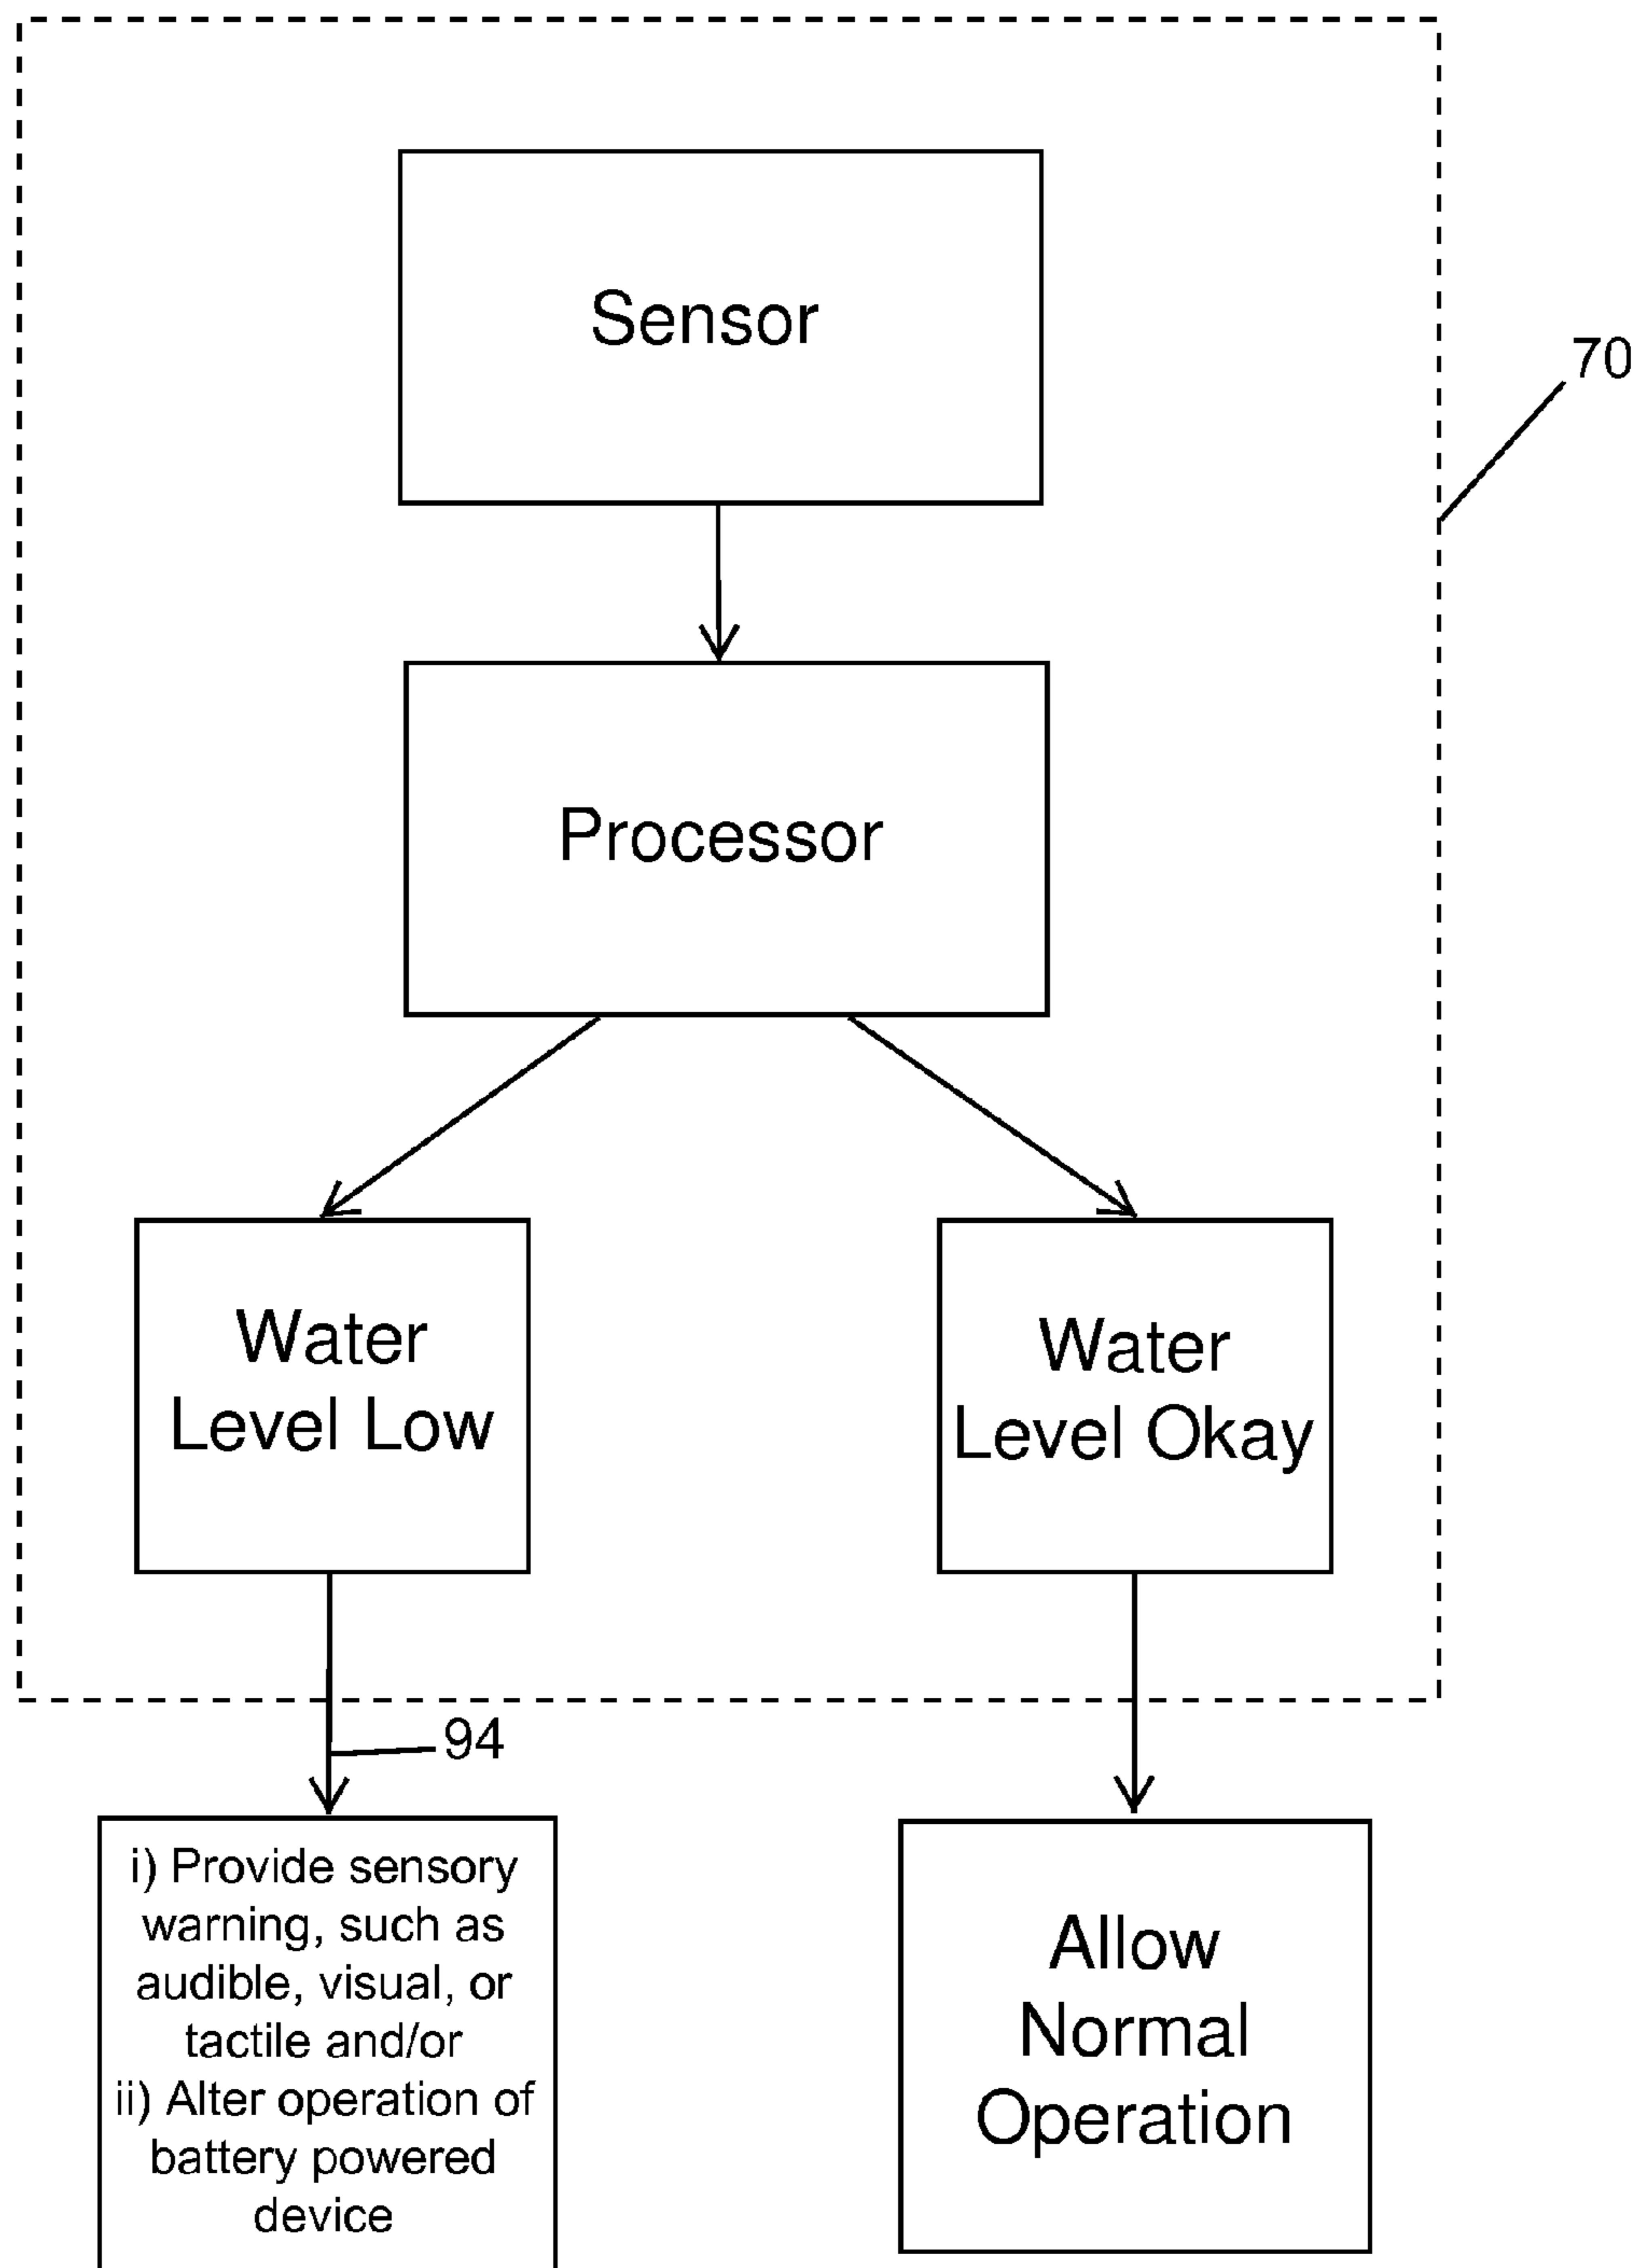 Sensor
70
Processor
Water
Level Low
Water
Level Okay
94
i) Provide sensory
warning, such as
audible, visual, or
tactile and/or
ii) Alter operation of
battery powered
device
Allow
Normal
Operation